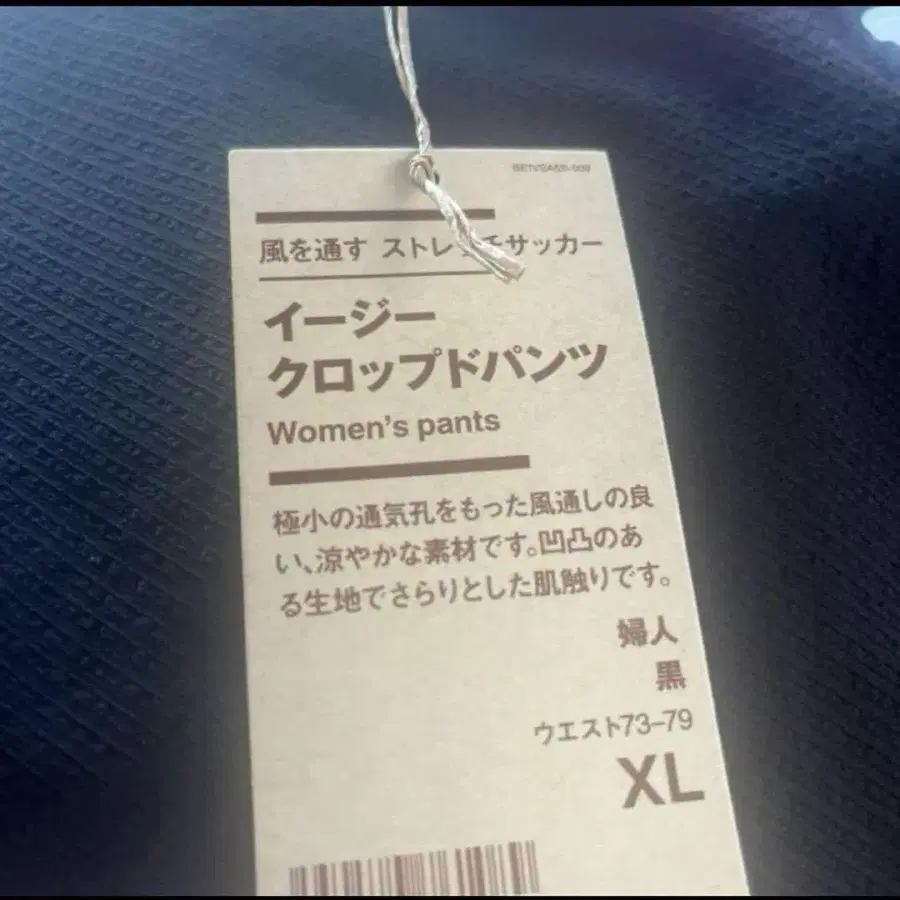 風を通す ストレッチサッカー
イージー
クロップドパンツ
Women's pants
極小の通気孔をもった風通しの良
い、涼やかな素材です。凹凸のあ
る生地でさらりとした肌触りです。
婦人
黒
ウエスト73–79
XL